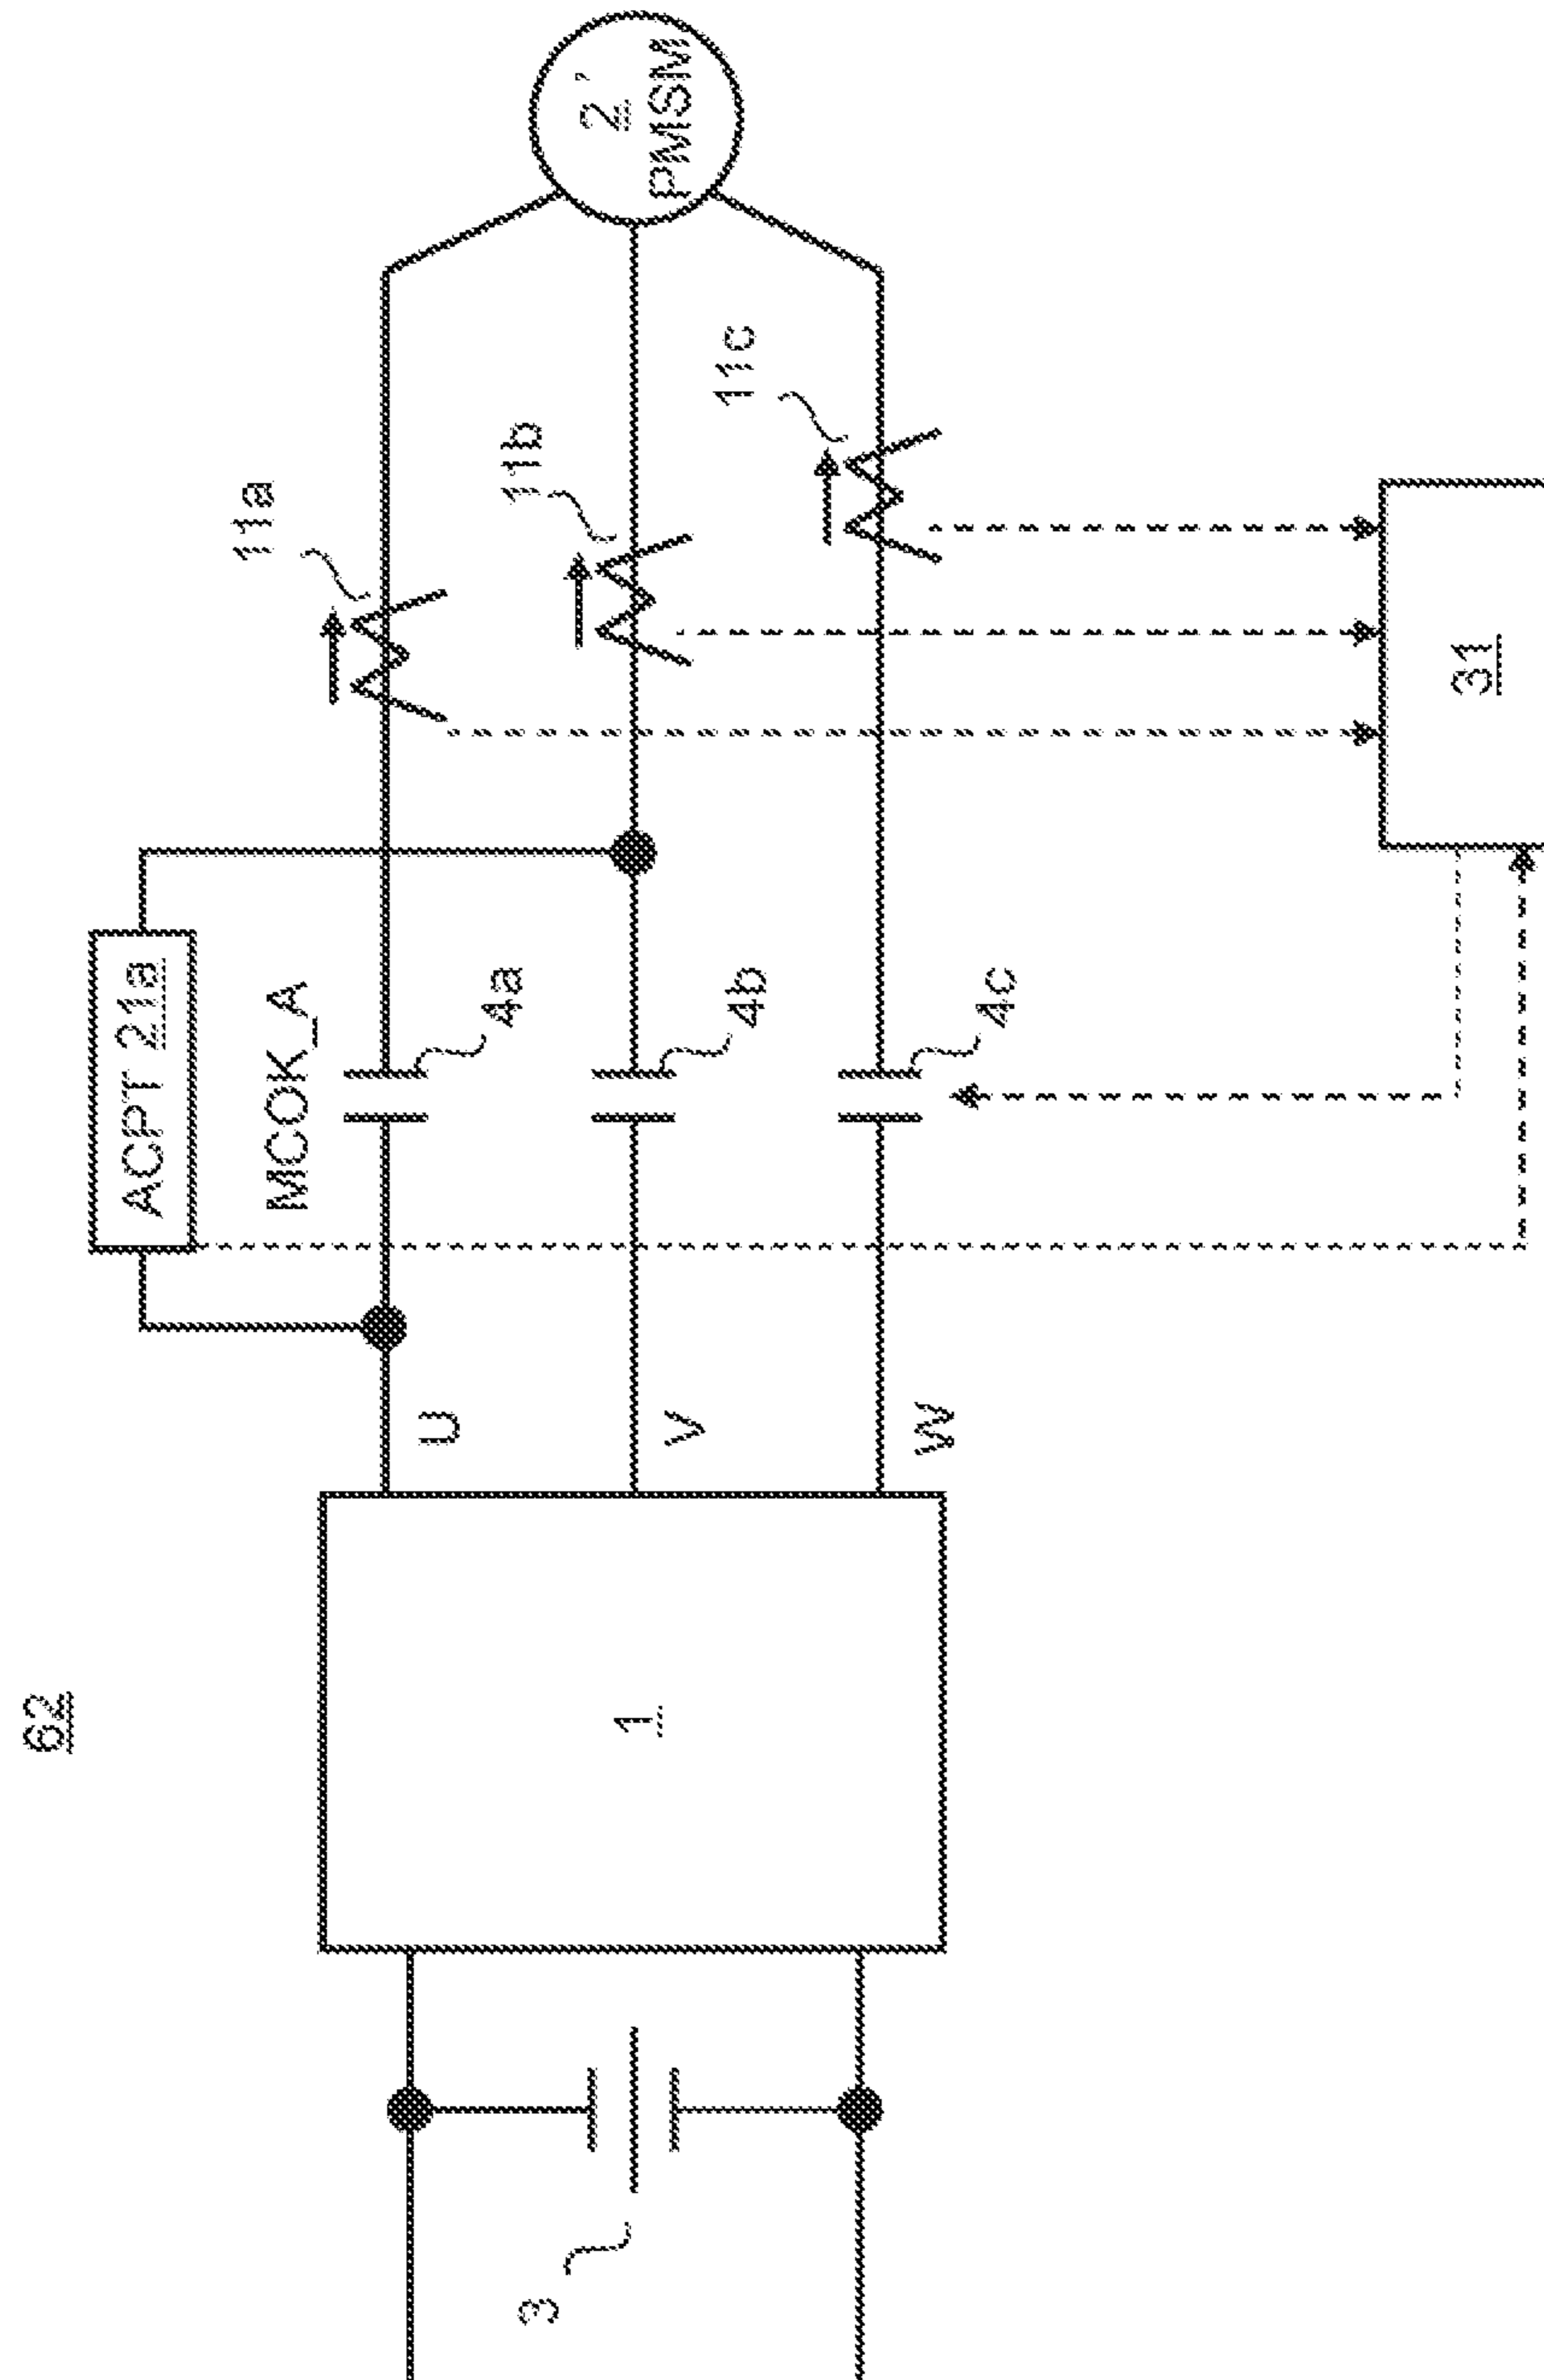 62
ACPT 21a
MCOK_A
11a
11b
11c
2'
PMSM
U
V
W
4a
4b
4c
1
3
31